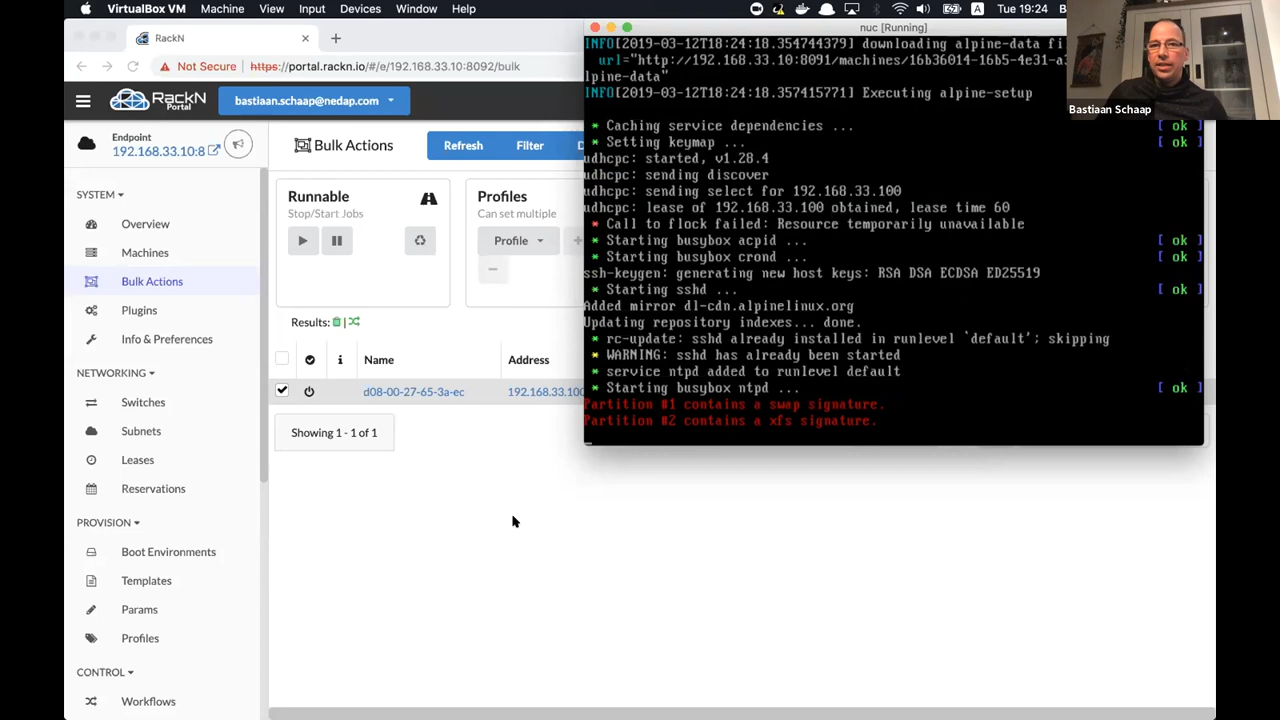 VirtualBox VM Machine View Input Devices Window Help
Tue 19:24
RackN
Not Secure https://portal.rackn.io/#/e/192.168.33.10:8092/bulk
RackN
Portal
bastiaan.schaap@nedap.com
Endpoint
192.168.33.10:8
SYSTEM
Overview
Machines
Bulk Actions
Plugins
Info & Preferences
NETWORKING
Switches
Subnets
Leases
Reservations
PROVISION
Boot Environments
Templates
Params
Profiles
CONTROL
Workflows
Bulk Actions
Refresh
Filter
Runnable
Stop/Start Jobs
Profiles
Can set multiple
Profile
Results:
Name
Address
d08-00-27-65-3a-ec
192.168.33.100
Showing 1 - 1 of 1
nuc [Running]
INFO[2019-03-12T18:24:18.354744379] downloading alpine-data fi
url="http://192.168.33.10:8091/machines/16b36014-16b5-4e31-a3
lpine-data"
INFO[2019-03-12T18:24:18.357415771] Executing alpine-setup
* Caching service dependencies ... [ ok ]
* Setting keymap ... [ ok ]
udhcpc: started, v1.28.4
udhcpc: sending discover
udhcpc: sending select for 192.168.33.100
udhcpc: lease of 192.168.33.100 obtained, lease time 60
* Call to flock failed: Resource temporarily unavailable
* Starting busybox acpid ... [ ok ]
* Starting busybox crond ... [ ok ]
ssh-keygen: generating new host keys: RSA DSA ECDSA ED25519
* Starting sshd ... [ ok ]
Added mirror dl-cdn.alpinelinux.org
Updating repository indexes... done.
* rc-update: sshd already installed in runlevel `default'; skipping
* WARNING: sshd has already been started
* service ntpd added to runlevel default
* Starting busybox ntpd ... [ ok ]
Partition #1 contains a swap signature.
Partition #2 contains a xfs signature.
Bastiaan Schaap